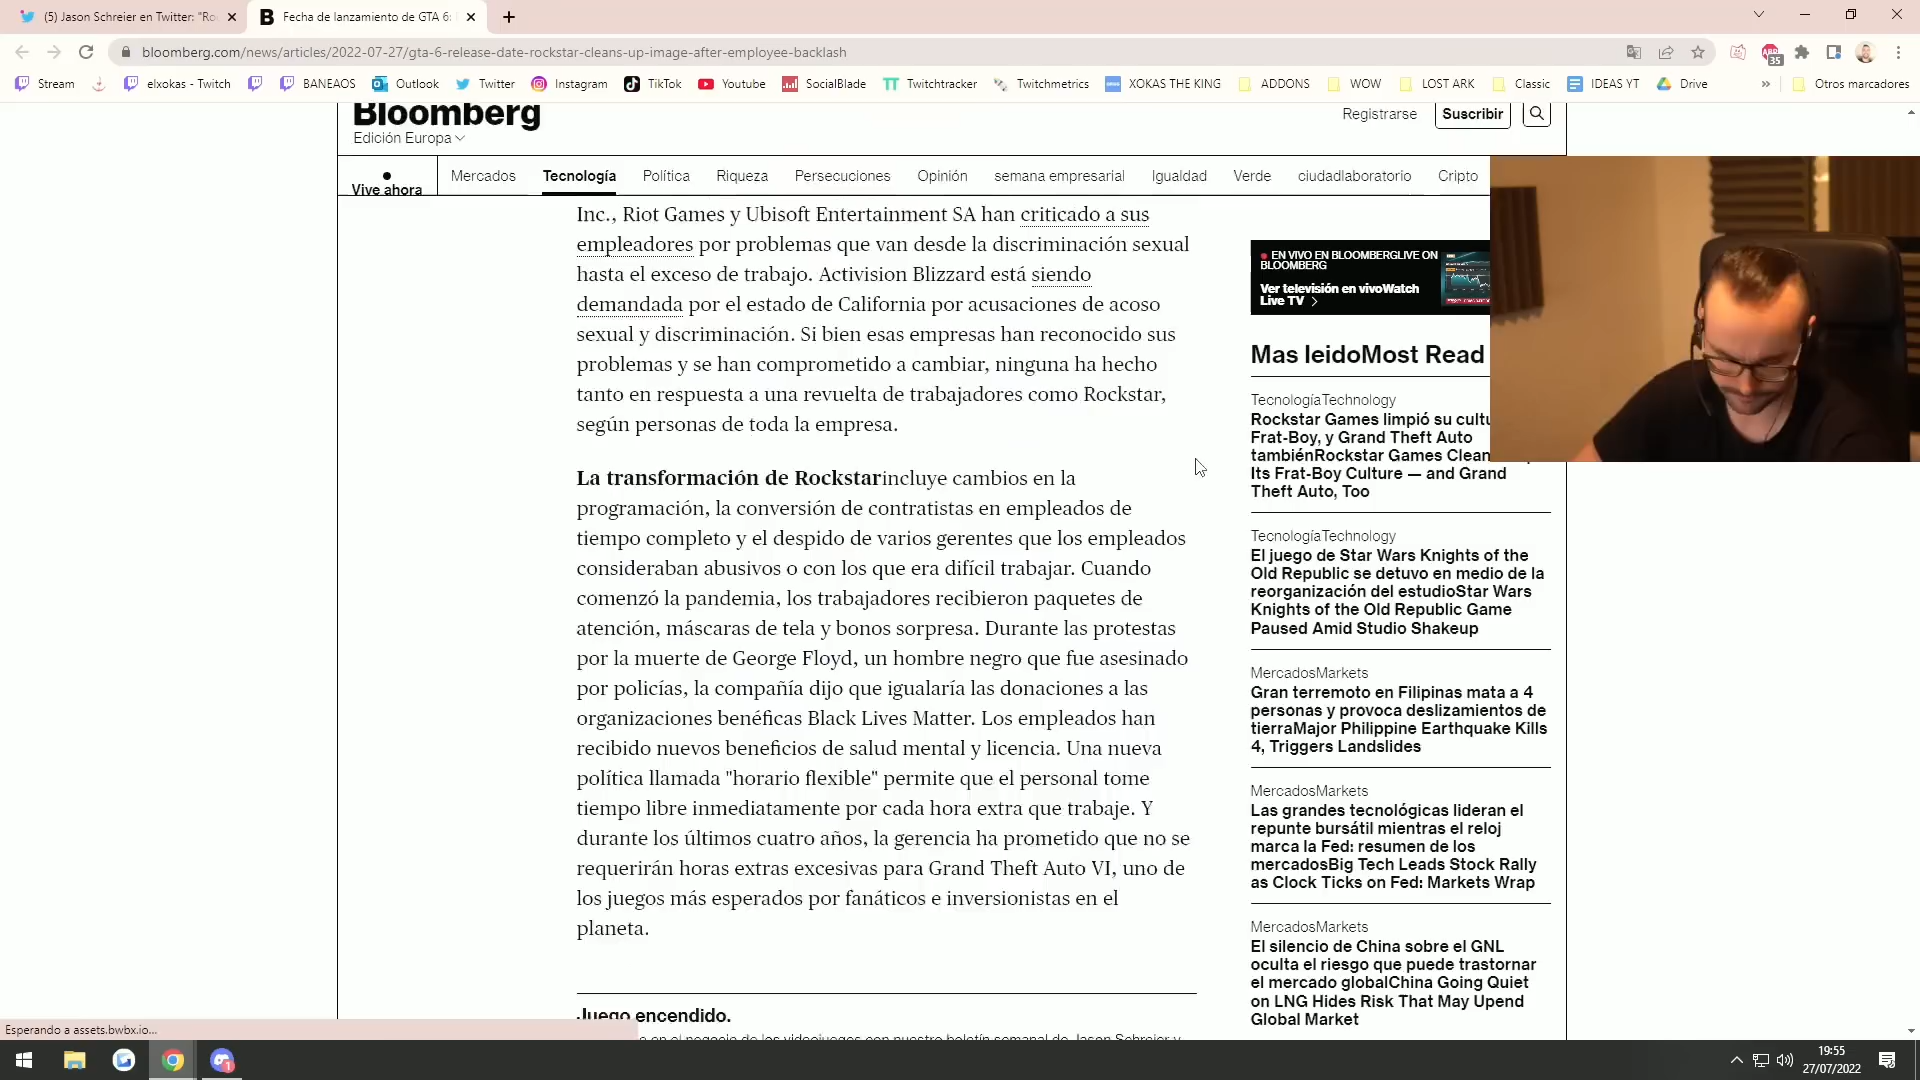 (5) Jason Schreier en Twitter: "Ro
Fecha de lanzamiento de GTA 6:
bloomberg.com/news/articles/2022-07-27/gta-6-release-date-rockstar-cleans-up-image-after-employee-backlash
35
Stream
elxokas - Twitch
BANEAOS
Outlook
Twitter
Instagram
TikTok
Youtube
SocialBlade
Twitchtracker
Twitchmetrics
XOKAS THE KING
ADDONS
WOW
LOST ARK
Classic
IDEAS YT
Drive
Otros marcadores
Bloomberg
Edición Europa
Registrarse
Suscribir
Vive ahora
Mercados
Tecnología
Política
Riqueza
Persecuciones
Opinión
semana empresarial
Igualdad
Verde
ciudadlaboratorio
Cripto
Inc., Riot Games y Ubisoft Entertainment SA han criticado a sus
empleadores por problemas que van desde la discriminación sexual
hasta el exceso de trabajo. Activision Blizzard está siendo
demandada por el estado de California por acusaciones de acoso
sexual y discriminación. Si bien esas empresas han reconocido sus
problemas y se han comprometido a cambiar, ninguna ha hecho
tanto en respuesta a una revuelta de trabajadores como Rockstar,
según personas de toda la empresa.
La transformación de Rockstarincluye cambios en la
programación, la conversión de contratistas en empleados de
tiempo completo y el despido de varios gerentes que los empleados
consideraban abusivos o con los que era difícil trabajar. Cuando
comenzó la pandemia, los trabajadores recibieron paquetes de
atención, máscaras de tela y bonos sorpresa. Durante las protestas
por la muerte de George Floyd, un hombre negro que fue asesinado
por policías, la compañía dijo que igualaría las donaciones a las
organizaciones benéficas Black Lives Matter. Los empleados han
recibido nuevos beneficios de salud mental y licencia. Una nueva
política llamada "horario flexible" permite que el personal tome
tiempo libre inmediatamente por cada hora extra que trabaje. Y
durante los últimos cuatro años, la gerencia ha prometido que no se
requerirán horas extras excesivas para Grand Theft Auto VI, uno de
los juegos más esperados por fanáticos e inversionistas en el
planeta.
Juego encendido.
en el negocio de los videojuegos con nuestro boletín semanal de Jason Schreier y
EN VIVO EN BLOOMBERGLIVE ON
BLOOMBERG
Ver televisión en vivoWatch
Live TV
Mas leidoMost Read
TecnologíaTechnology
Rockstar Games limpió su cultu
Frat-Boy, y Grand Theft Auto
tambiénRockstar Games Clean
Its Frat-Boy Culture — and Grand
Theft Auto, Too
TecnologíaTechnology
El juego de Star Wars Knights of the
Old Republic se detuvo en medio de la
reorganización del estudioStar Wars
Knights of the Old Republic Game
Paused Amid Studio Shakeup
MercadosMarkets
Gran terremoto en Filipinas mata a 4
personas y provoca deslizamientos de
tierraMajor Philippine Earthquake Kills
4, Triggers Landslides
MercadosMarkets
Las grandes tecnológicas lideran el
repunte bursátil mientras el reloj
marca la Fed: resumen de los
mercadosBig Tech Leads Stock Rally
as Clock Ticks on Fed: Markets Wrap
MercadosMarkets
El silencio de China sobre el GNL
oculta el riesgo que puede trastornar
el mercado globalChina Going Quiet
on LNG Hides Risk That May Upend
Global Market
Esperando a assets.bwbx.io...
19:55
27/07/2022